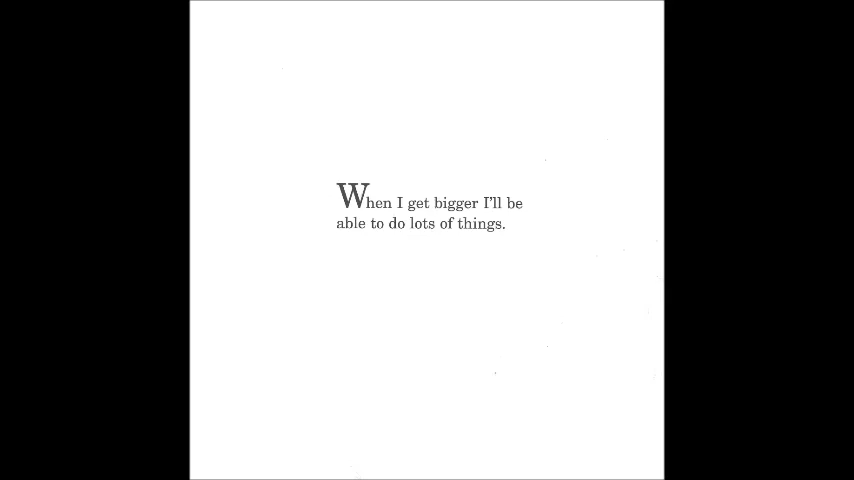 When I get bigger I'll be
able to do lots of things.